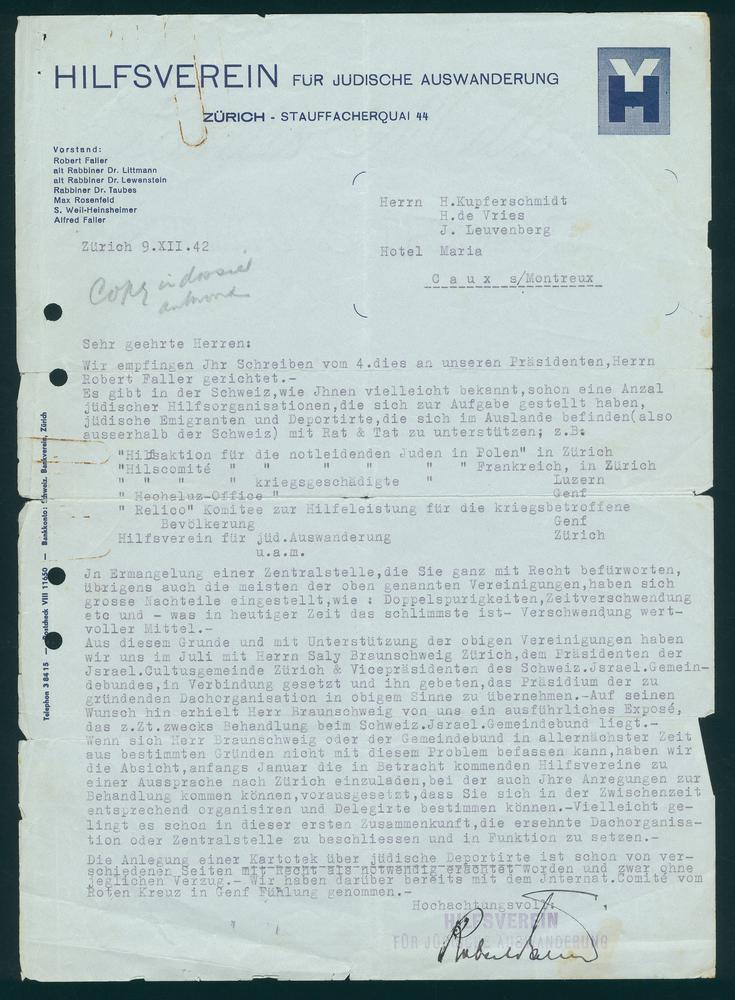 HILFSVEREIN FÜR JUDISCHE AUSWANDERUNG
ZÜRICH - STAUFFACHERQUAI 44
VH
Vorstand:
Robert Faller
alt Rabbiner Dr. Littmann
alt Rabbiner Dr. Lewenstein
Rabbiner Dr. Taubes
Max Rosenfeld
S. Weil-Heinsheimer
Alfred Faller
Herrn H.Kupferschmidt
H.de Vries
J. Leuvenberg
Hotel Maria
C a u x s/Montreux
Zürich 9.XII.42
Copy in dossier
Sehr geehrte Herren:
Wir empfingen Jhr Schreiben vom 4.dies an unseren Präsidenten,Herrn
Robert Faller gerichtet.-
Es gibt in der Schweiz,wie Jhnen vielleicht bekannt,schon eine Anzal
jüdischer Hilfsorganisationen,die sich zur Aufgabe gestellt haben,
jüdische Emigranten und Deportirte,die sich im Auslande befinden(also
ausserhalb der Schweiz) mit Rat & Tat zu unterstützen; z.B.
"Hilfsaktion für die notleidenden Juden in Polen" in Zürich
"Hilscomité " " " " " " Frankreich, in Zürich
" " " kriegsgeschädigte " " Luzern
" Hechaluz-Office " Genf
" Relico" Komitee zur Hilfeleistung für die kriegsbetroffene
Bevölkerung Genf
Hilfsverein für jüd.Auswanderung Zürich
u.a.m.
Jn Ermangelung einer Zentralstelle,die Sie ganz mit Recht befürworten,
übrigens auch die meisten der oben genannten Vereinigungen,haben sich
grosse Nachteile eingestellt,wie : Doppelspurigkeiten,Zeitverschwendung
etc und - was in heutiger Zeit das schlimmste ist- Verschwendung wert-
voller Mittel.-
Aus diesem Grunde und mit Unterstützung der obigen Vereinigungen haben
wir uns im Juli mit Herrn Saly Braunschweig Zürich,dem Präsidenten der
Jsrael.Cultusgemeinde Zürich & Vicepräsidenten des Schweiz.Jsrael.Gemein-
debundes,in Verbindung gesetzt und ihn gebeten,das Präsidium der zu
gründenden Dachorganisation in obigem Sinne zu übernehmen.-Auf seinen
Wunsch hin erhielt Herr Braunschweig von uns ein ausführliches Exposé,
das z.Zt.zwecks Behandlung beim Schweiz.Jsrael.Gemeindebund liegt.-
Wenn sich Herr Braunschweig oder der Gemeindebund in allernächster Zeit
aus bestimmten Gründen nicht mit diesem Problem befassen kann,haben wir
die Absicht,anfangs Januar die in Betracht kommenden Hilfsvereine zu
einer Aussprache nach Zürich einzuladen,bei der auch Jhre Anregungen zur
Behandlung kommen können,vorausgesetzt,dass Sie sich in der Zwischenzeit
entsprechend organisiren und Delegirte bestimmen können.-Vielleicht ge-
lingt es schon in dieser ersten Zusammenkunft,die ersehnte Dachorganisa-
tion oder Zentralstelle zu beschliessen und in Funktion zu setzen.-
Die Anlegung einer Kartotek über jüdische Deportirte ist schon von ver-
schiedenen Seiten mit Recht als notwendig erachtet worden und zwar ohne
jeglichen Verzug.- Wir haben darüber bereits mit dem Internat.Comité vom
Roten Kreuz in Genf Fühlung genommen.-
Hochachtungsvoll:
HILFSVEREIN
FÜR JÜDISCHE AUSWANDERUNG
Robert Faller
Telephon 3 84 15 — Postcheck VIII 11650 — Bankkonto: Schweiz. Bankverein, Zürich